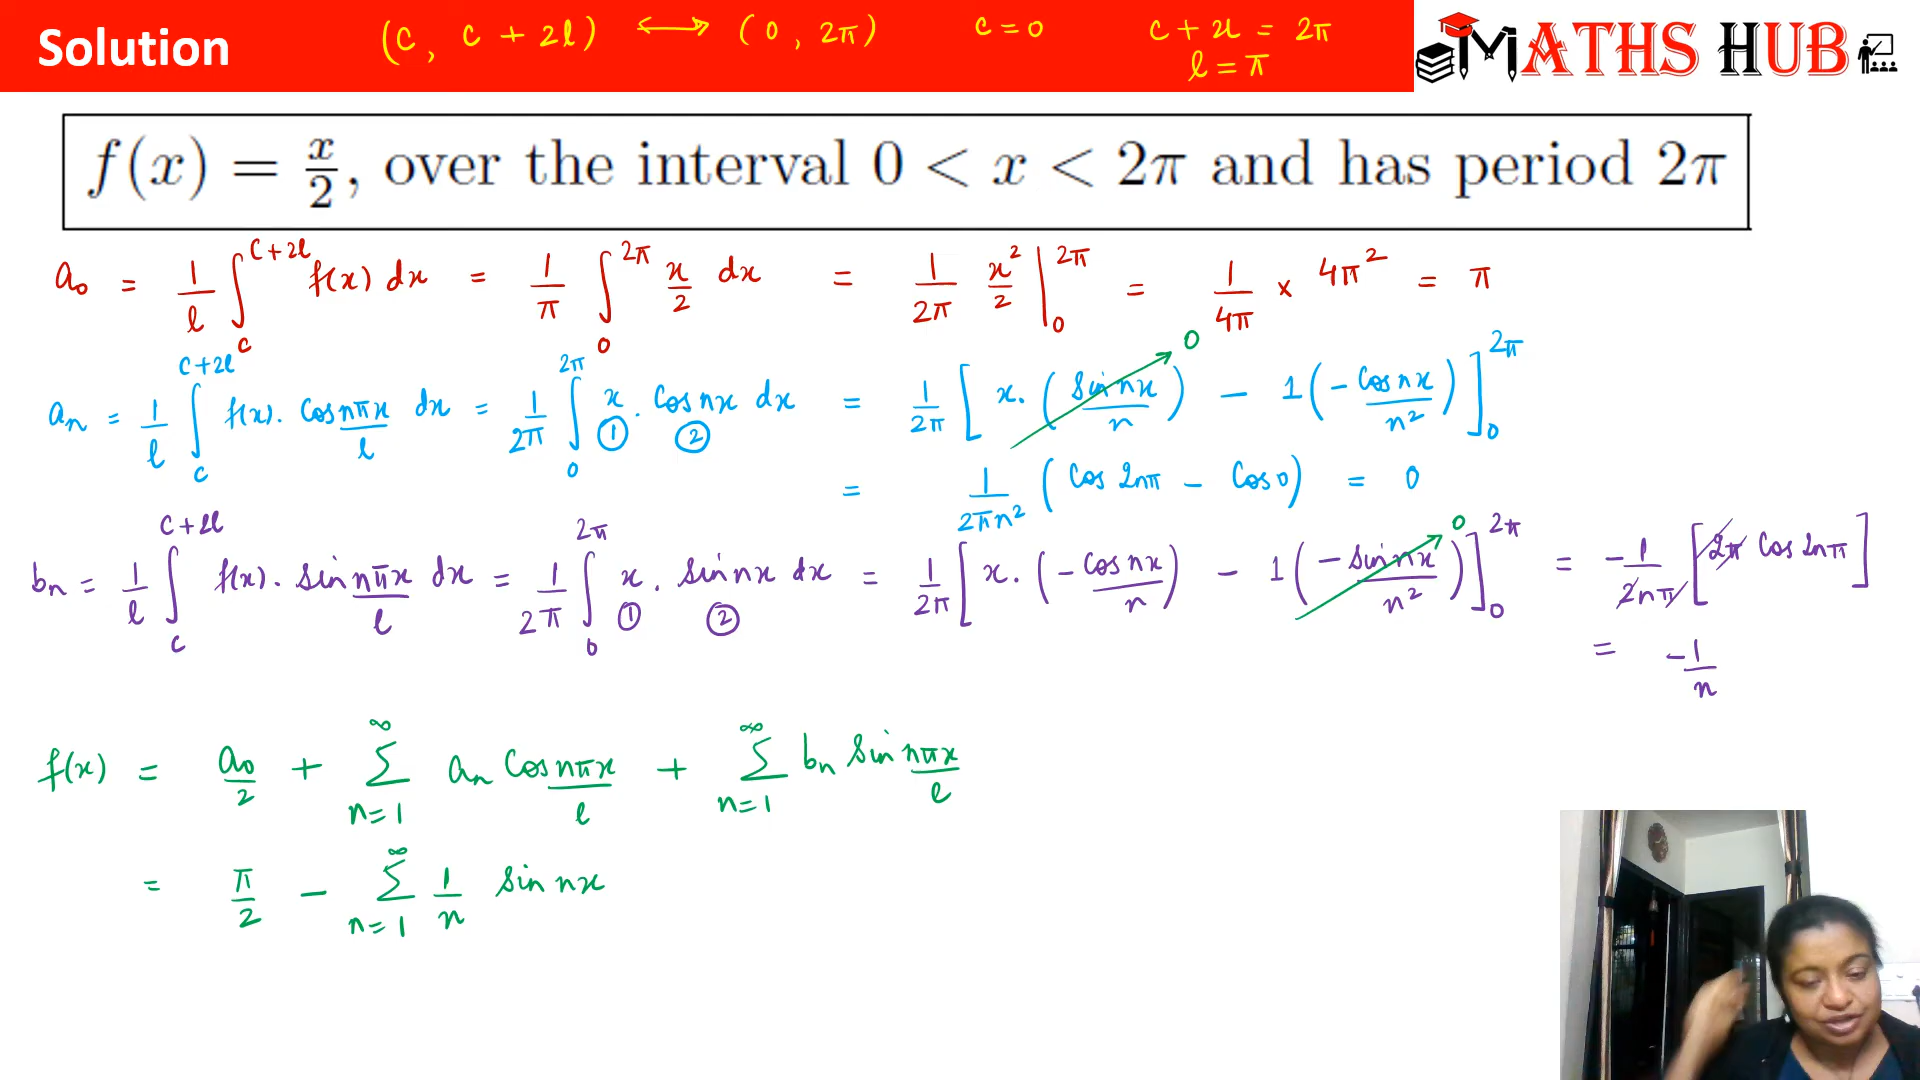 Solution (c, c + 2l) ⟷ (0, 2π) c = 0 c + 2l = 2π
l = π
MATHS HUB
f(x) = x/2, over the interval 0 < x < 2π and has period 2π
a₀ = 1/l ∫_c^{c+2l} f(x) dx = 1/π ∫_0^{2π} x/2 dx = 1/2π x²/2 |_0^{2π} = 1/4π × 4π² = π
aₙ = 1/l ∫_c^{c+2l} f(x). Cos nπx/l dx = 1/2π ∫_0^{2π} x . Cos nx dx = 1/2π [ x. (sin nx/n) − 1(−Cos nx/n²) ]_0^{2π}
① ② 0
= 1/2πn² (Cos 2nπ − Cos 0) = 0
bₙ = 1/l ∫_c^{c+2l} f(x). sin nπx/l dx = 1/2π ∫_0^{2π} x . sin nx dx = 1/2π [ x. (−Cos nx/n) − 1(−sin nx/n²) ]_0^{2π} = −1/2nπ [2π Cos 2nπ]
① ② 0
= −1/n
f(x) = a₀/2 + Σ_{n=1}^∞ aₙ Cos nπx/l + Σ_{n=1}^∞ bₙ sin nπx/l
= π/2 − Σ_{n=1}^∞ 1/n sin nx